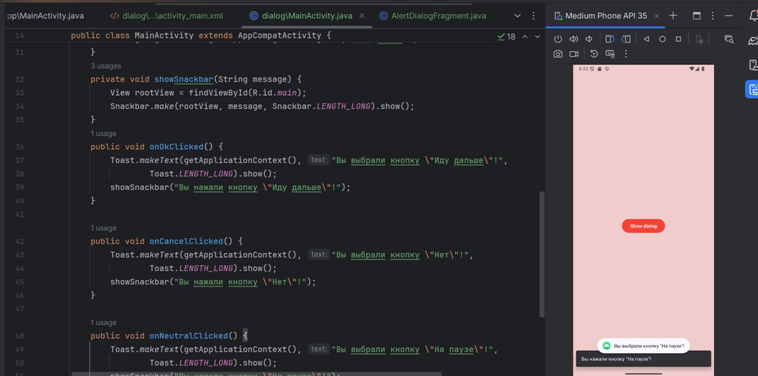 pp\MainActivity.java
dialog\...\activity_main.xml
dialog\MainActivity.java
AlertDialogFragment.java
Medium Phone API 35
14 public class MainActivity extends AppCompatActivity {
18
31 }
3 usages
32 private void showSnackbar(String message) {
33 View rootView = findViewById(R.id.main);
34 Snackbar.make(rootView, message, Snackbar.LENGTH_LONG).show();
35 }
1 usage
36 public void onOkClicked() {
37 Toast.makeText(getApplicationContext(), text: "Вы выбрали кнопку \"Иду дальше\"!",
38 Toast.LENGTH_LONG).show();
39 showSnackbar("Вы нажали кнопку \"Иду дальше\"!");
40 }
41
1 usage
42 public void onCancelClicked() {
43 Toast.makeText(getApplicationContext(), text: "Вы выбрали кнопку \"Нет\"!",
44 Toast.LENGTH_LONG).show();
45 showSnackbar("Вы нажали кнопку \"Нет\"!");
46 }
47
1 usage
48 public void onNeutralClicked() {
49 Toast.makeText(getApplicationContext(), text: "Вы выбрали кнопку \"На паузе\"!",
50 Toast.LENGTH_LONG).show();
4:33
Show dialog
Вы выбрали кнопку "На паузе"!
Вы нажали кнопку "На паузе"!